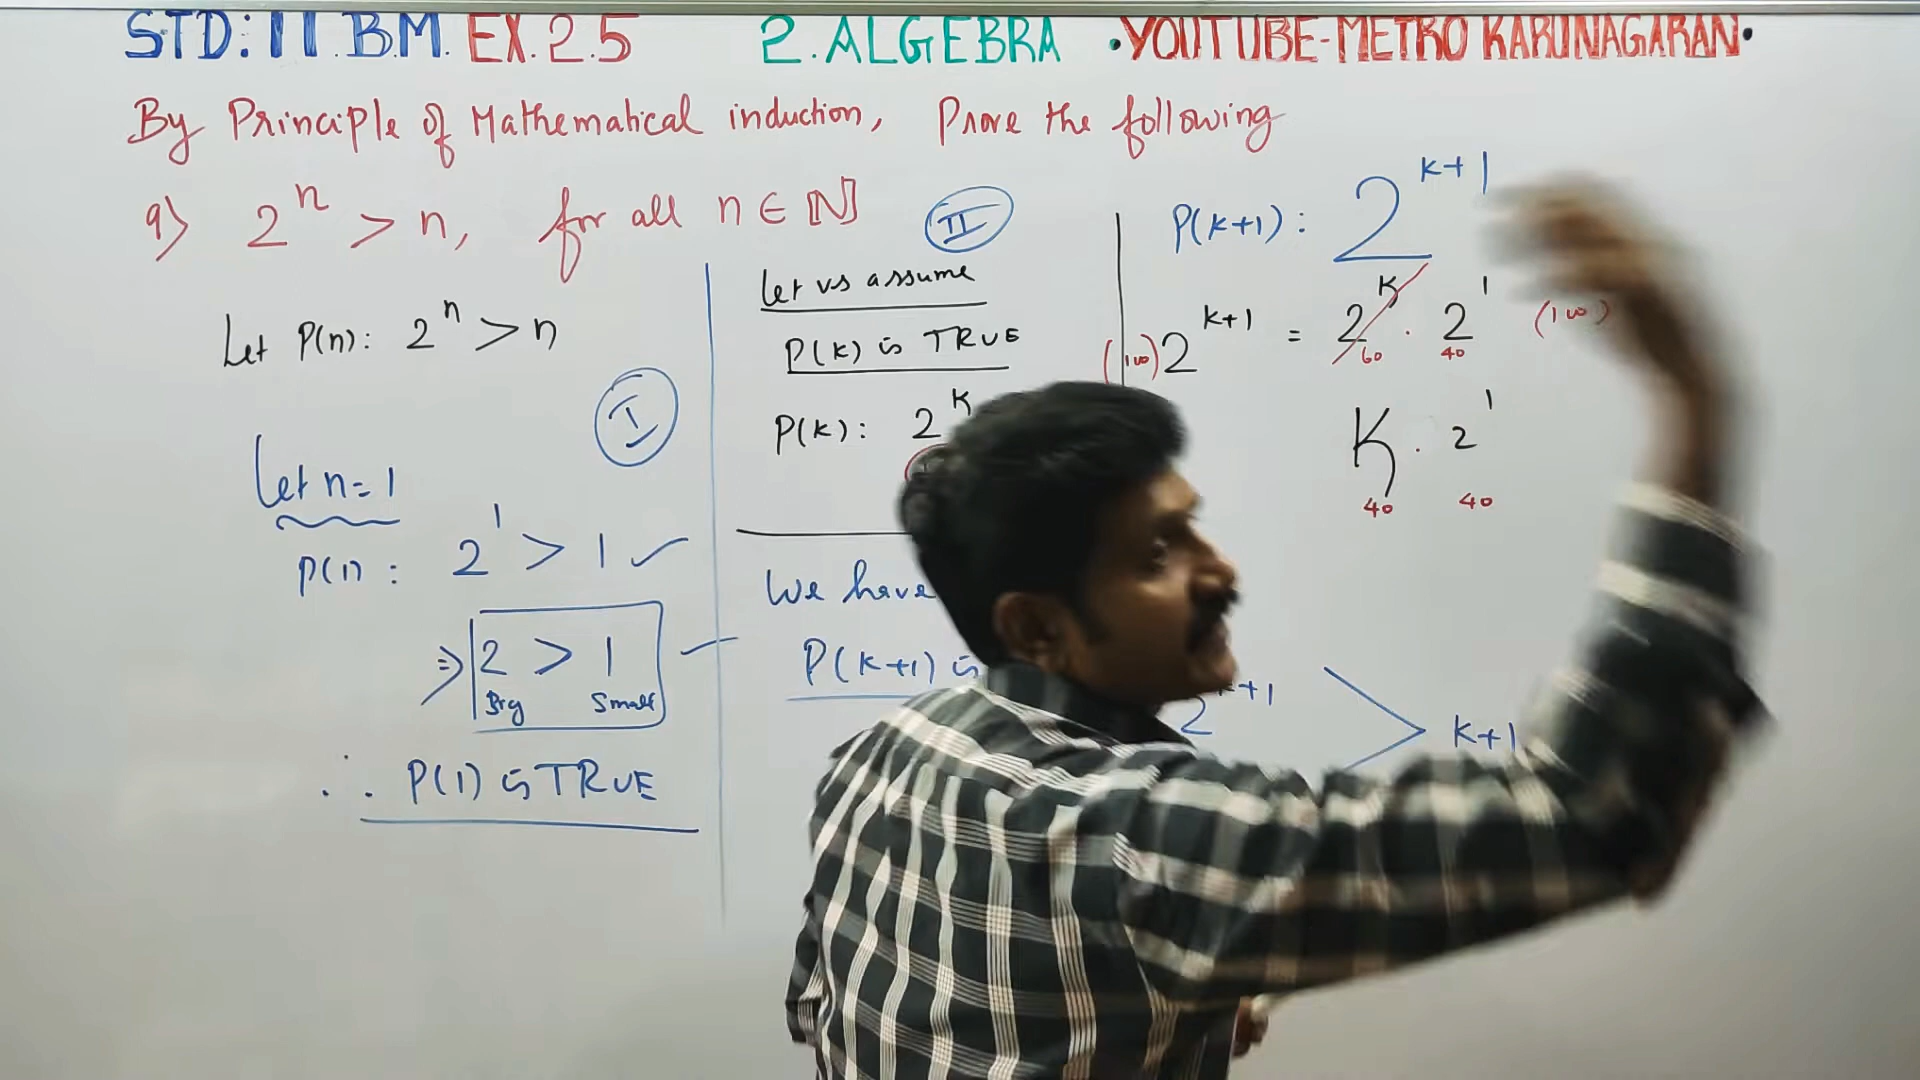 STD: 11. B.M. EX. 2.5 2. ALGEBRA • YOUTUBE-METRO KARUNAGARAN •
By Principle of Mathematical induction, Prove the following
9) 2^n > n, for all n ∈ ℕ
Let P(n): 2^n > n
I
Let n=1
P(1): 2^1 > 1 ✓
⇒ 2 > 1
Big Small
∴ P(1) is TRUE
II
Let us assume
P(k) is TRUE
P(k): 2^k
We have
P(k+1) is
P(k+1): 2^k+1
(100) 2^k+1 = 2^k . 2^1 (100)
60 40
K . 2^1
40 40
2^k+1 > k+1